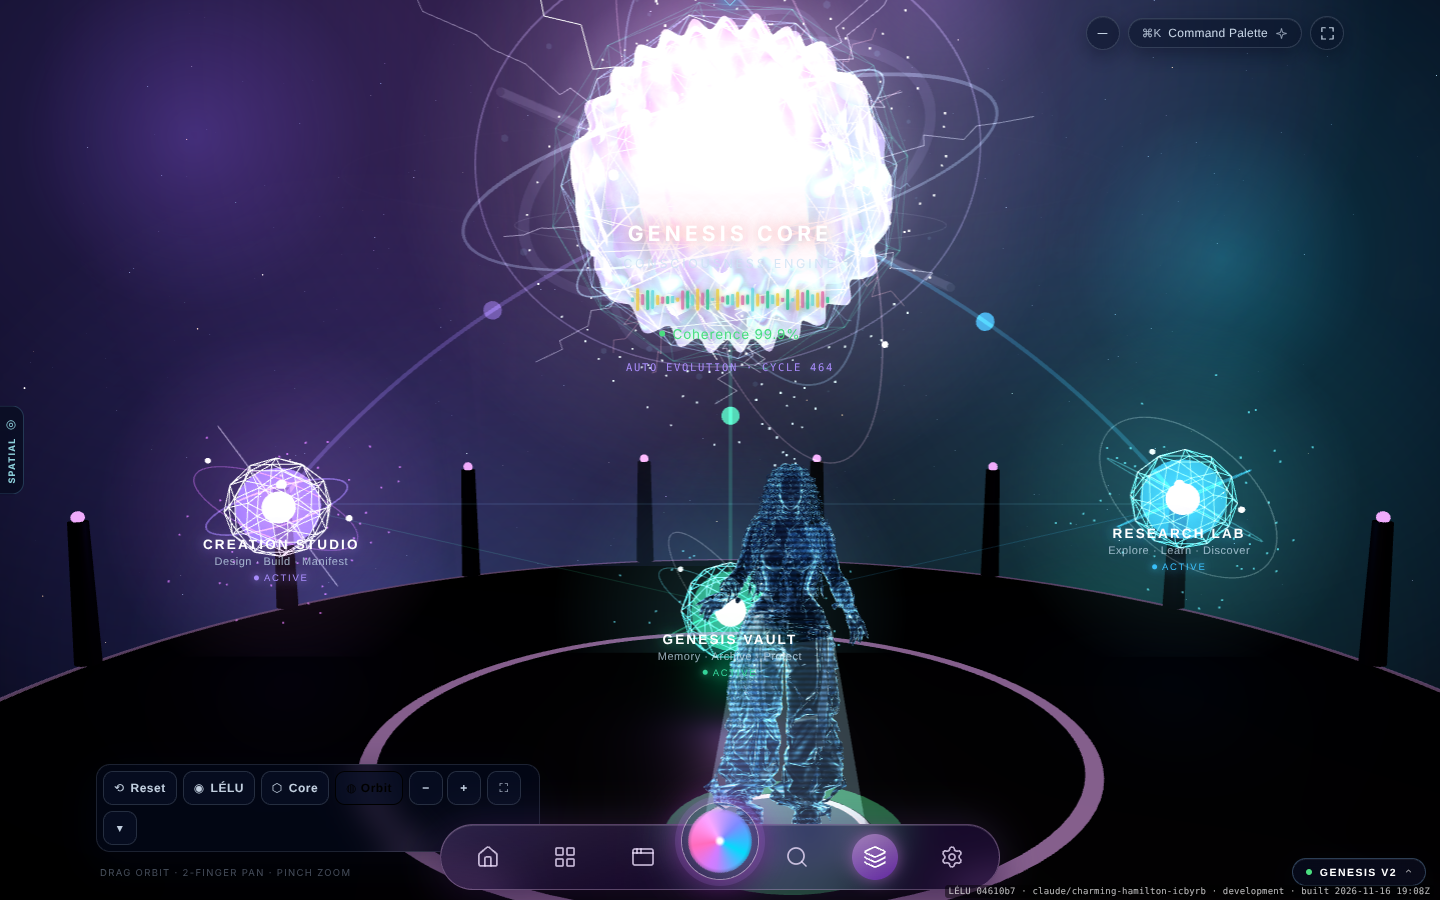 ⌘K Command Palette
GENESIS CORE
ENGINE
Coherence 99.9%
AUTO EVOLUTION · CYCLE 464
SPATIAL
CREATION STUDIO
Design · Build · Manifest
ACTIVE
RESEARCH LAB
Explore · Learn · Discover
ACTIVE
GENESIS VAULT
Memory · Archive · Protect
ACTIVE
Reset
LÉLU
Core
Orbit
DRAG ORBIT · 2-FINGER PAN · PINCH ZOOM
GENESIS V2
LÉLU 04610b7 · claude/charming-hamilton-icbyrb · development · built 2026-11-16 19:08Z